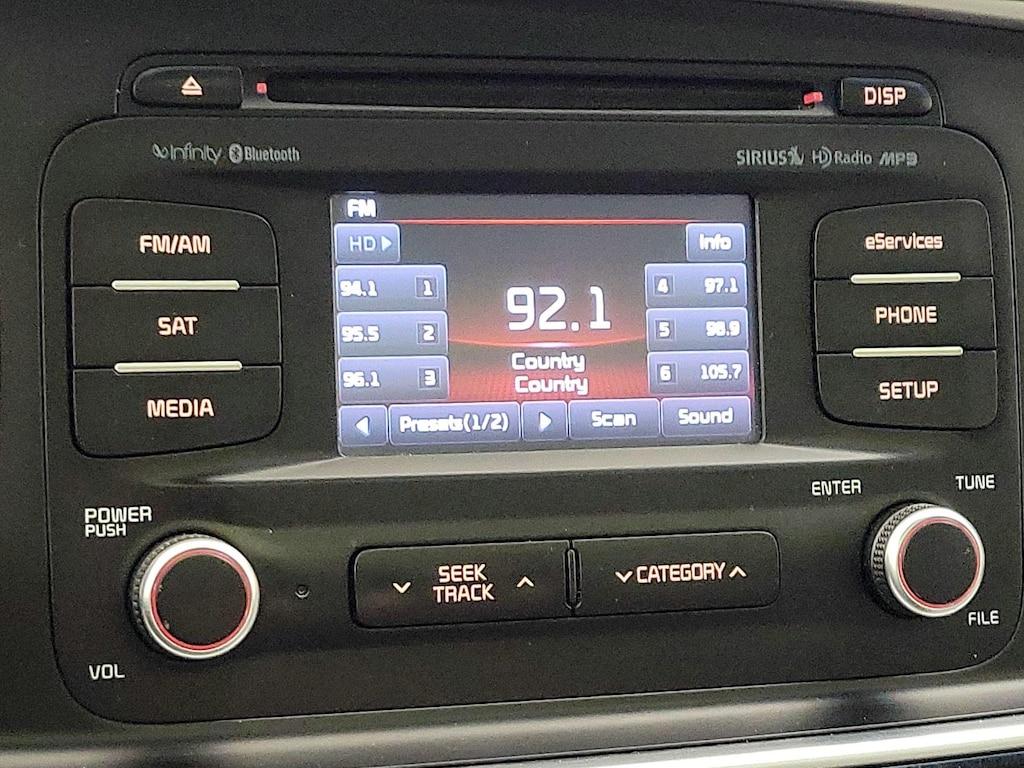 DISP
Infinity Bluetooth
SIRIUS HD Radio MP3
FM/AM
SAT
MEDIA
FM
HD
Info
94.1 1
95.5 2
96.1 3
92.1
Country
Country
4 97.1
5 98.9
6 105.7
Presets(1/2)
Scan
Sound
eServices
PHONE
SETUP
POWER
PUSH
VOL
SEEK
TRACK
CATEGORY
ENTER
TUNE
FILE